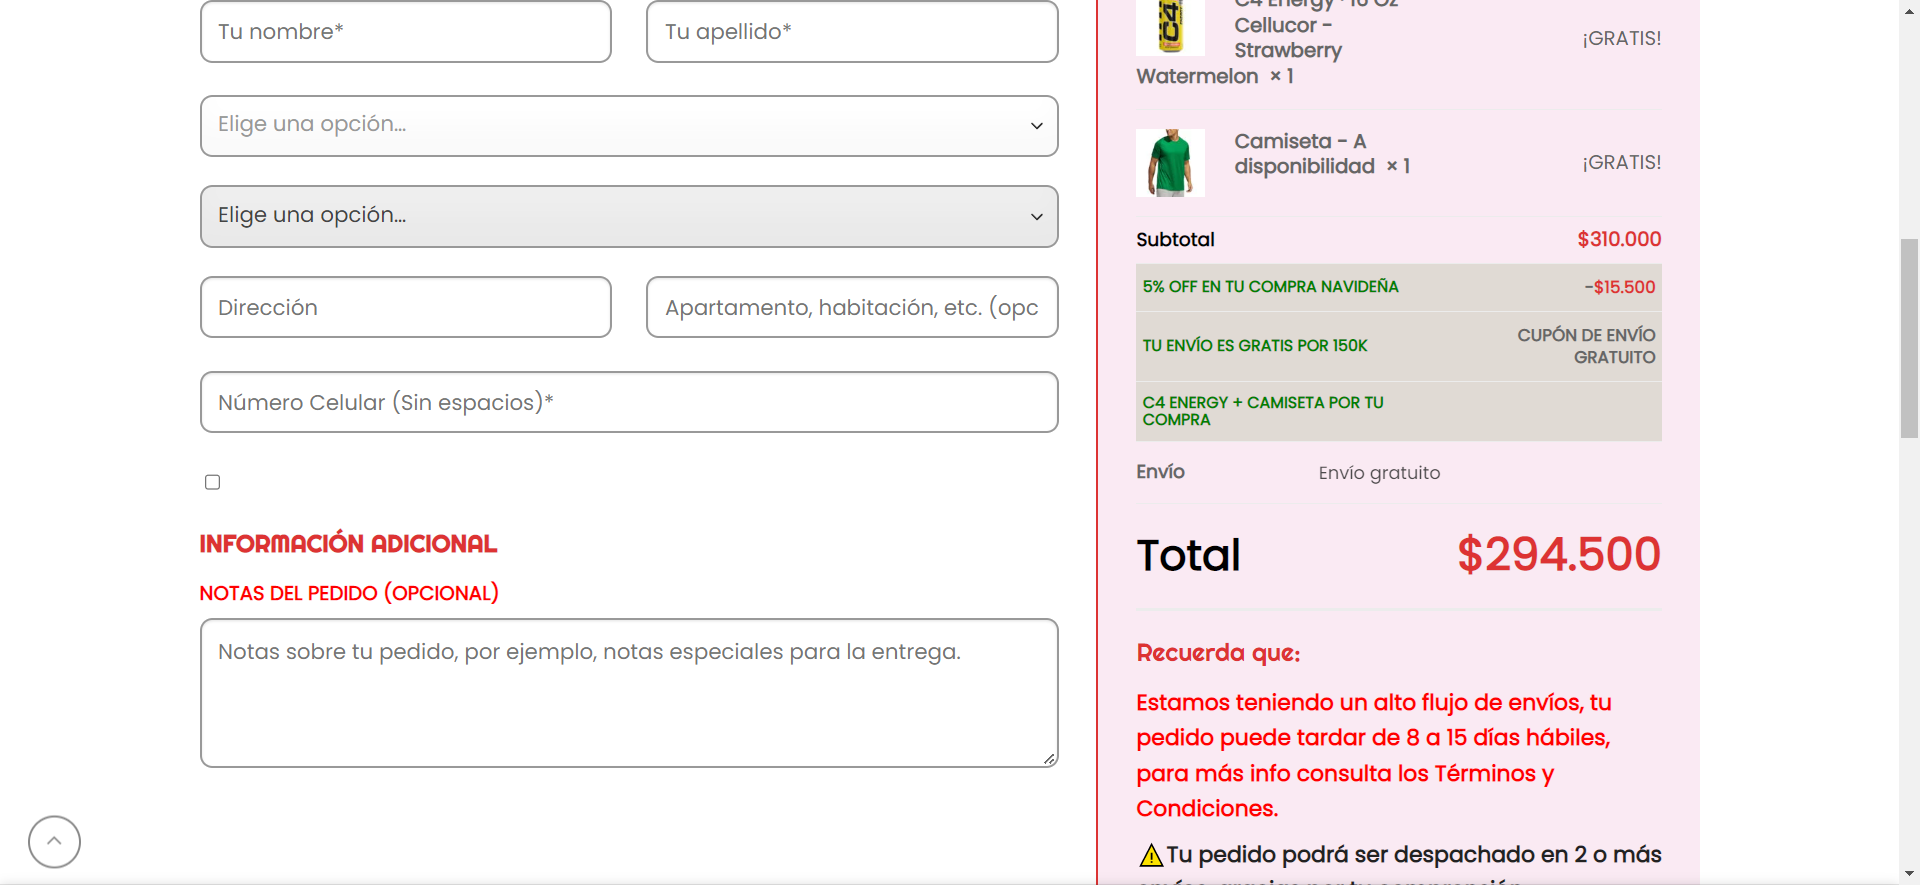 Tu nombre*
Tu apellido*
Elige una opción...
Elige una opción...
Dirección
Apartamento, habitación, etc. (opc
Número Celular (Sin espacios)*
INFORMACIÓN ADICIONAL
NOTAS DEL PEDIDO (OPCIONAL)
Notas sobre tu pedido, por ejemplo, notas especiales para la entrega.
C4
C4 Energy · 16 Oz
Cellucor -
Strawberry
Watermelon × 1
¡GRATIS!
Camiseta - A
disponibilidad × 1
¡GRATIS!
Subtotal
$310.000
5% OFF EN TU COMPRA NAVIDEÑA
-$15.500
TU ENVÍO ES GRATIS POR 150K
CUPÓN DE ENVÍO
GRATUITO
C4 ENERGY + CAMISETA POR TU
COMPRA
Envío
Envío gratuito
Total
$294.500
Recuerda que:
Estamos teniendo un alto flujo de envíos, tu
pedido puede tardar de 8 a 15 días hábiles,
para más info consulta los Términos y
Condiciones.
⚠️Tu pedido podrá ser despachado en 2 o más
envíos, gracias por tu comprensión